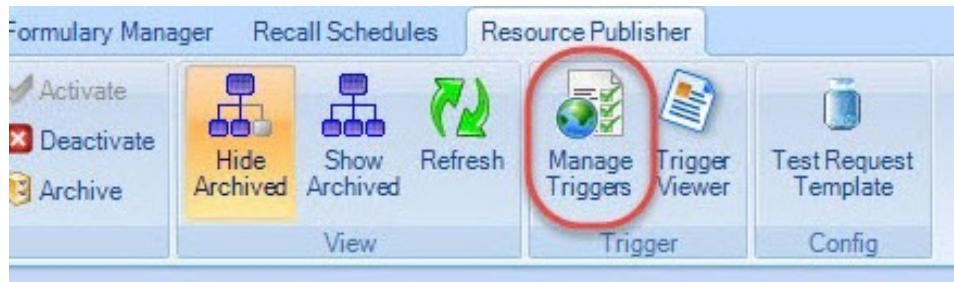 Formulary Manager Recall Schedules Resource Publisher
Activate
Deactivate
Archive
Hide Archived
Show Archived
Refresh
Manage Triggers
Trigger Viewer
Test Request Template
View
Trigger
Config